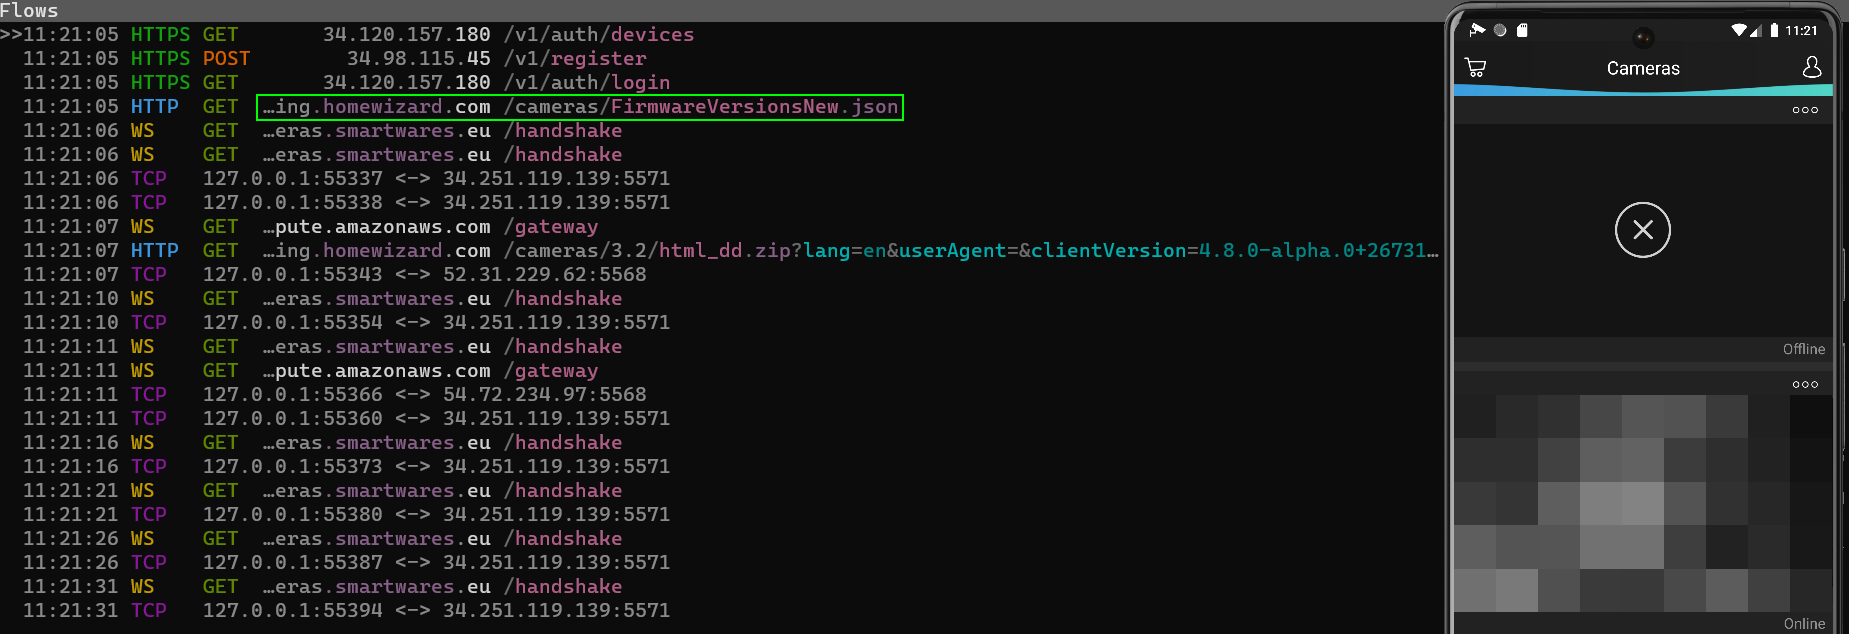 Flows
>>11:21:05 HTTPS GET 34.120.157.180 /v1/auth/devices
11:21:05 HTTPS POST 34.98.115.45 /v1/register
11:21:05 HTTPS GET 34.120.157.180 /v1/auth/login
11:21:05 HTTP GET …ing.homewizard.com /cameras/FirmwareVersionsNew.json
11:21:06 WS GET …eras.smartwares.eu /handshake
11:21:06 WS GET …eras.smartwares.eu /handshake
11:21:06 TCP 127.0.0.1:55337 <-> 34.251.119.139:5571
11:21:06 TCP 127.0.0.1:55338 <-> 34.251.119.139:5571
11:21:07 WS GET …pute.amazonaws.com /gateway
11:21:07 HTTP GET …ing.homewizard.com /cameras/3.2/html_dd.zip?lang=en&userAgent=&clientVersion=4.8.0-alpha.0+26731…
11:21:07 TCP 127.0.0.1:55343 <-> 52.31.229.62:5568
11:21:10 WS GET …eras.smartwares.eu /handshake
11:21:10 TCP 127.0.0.1:55354 <-> 34.251.119.139:5571
11:21:11 WS GET …eras.smartwares.eu /handshake
11:21:11 WS GET …pute.amazonaws.com /gateway
11:21:11 TCP 127.0.0.1:55366 <-> 54.72.234.97:5568
11:21:11 TCP 127.0.0.1:55360 <-> 34.251.119.139:5571
11:21:16 WS GET …eras.smartwares.eu /handshake
11:21:16 TCP 127.0.0.1:55373 <-> 34.251.119.139:5571
11:21:21 WS GET …eras.smartwares.eu /handshake
11:21:21 TCP 127.0.0.1:55380 <-> 34.251.119.139:5571
11:21:26 WS GET …eras.smartwares.eu /handshake
11:21:26 TCP 127.0.0.1:55387 <-> 34.251.119.139:5571
11:21:31 WS GET …eras.smartwares.eu /handshake
11:21:31 TCP 127.0.0.1:55394 <-> 34.251.119.139:5571
11:21
Cameras
Offline
Online